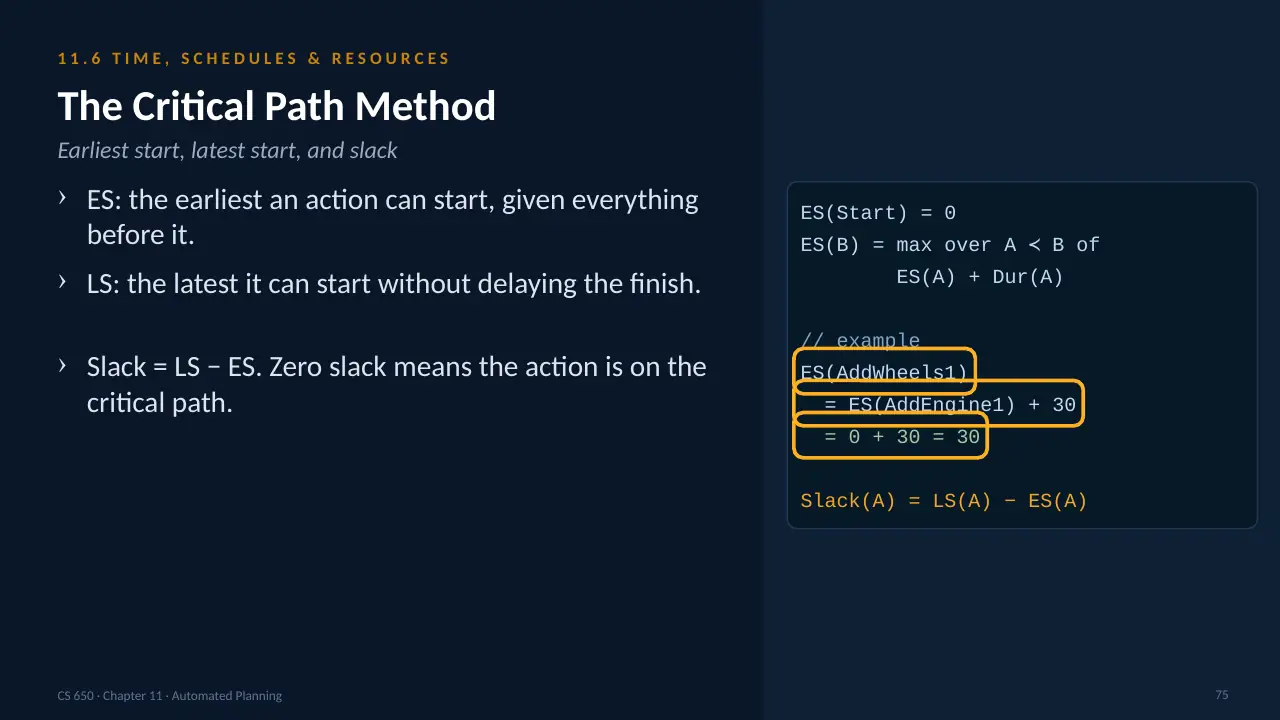 11.6 TIME, SCHEDULES & RESOURCES
The Critical Path Method
Earliest start, latest start, and slack
› ES: the earliest an action can start, given everything
before it.
› LS: the latest it can start without delaying the finish.
› Slack = LS − ES. Zero slack means the action is on the
critical path.
ES(Start) = 0
ES(B) = max over A ≺ B of
ES(A) + Dur(A)
// example
ES(AddWheels1)
= ES(AddEngine1) + 30
= 0 + 30 = 30
Slack(A) = LS(A) − ES(A)
CS 650 · Chapter 11 · Automated Planning
75